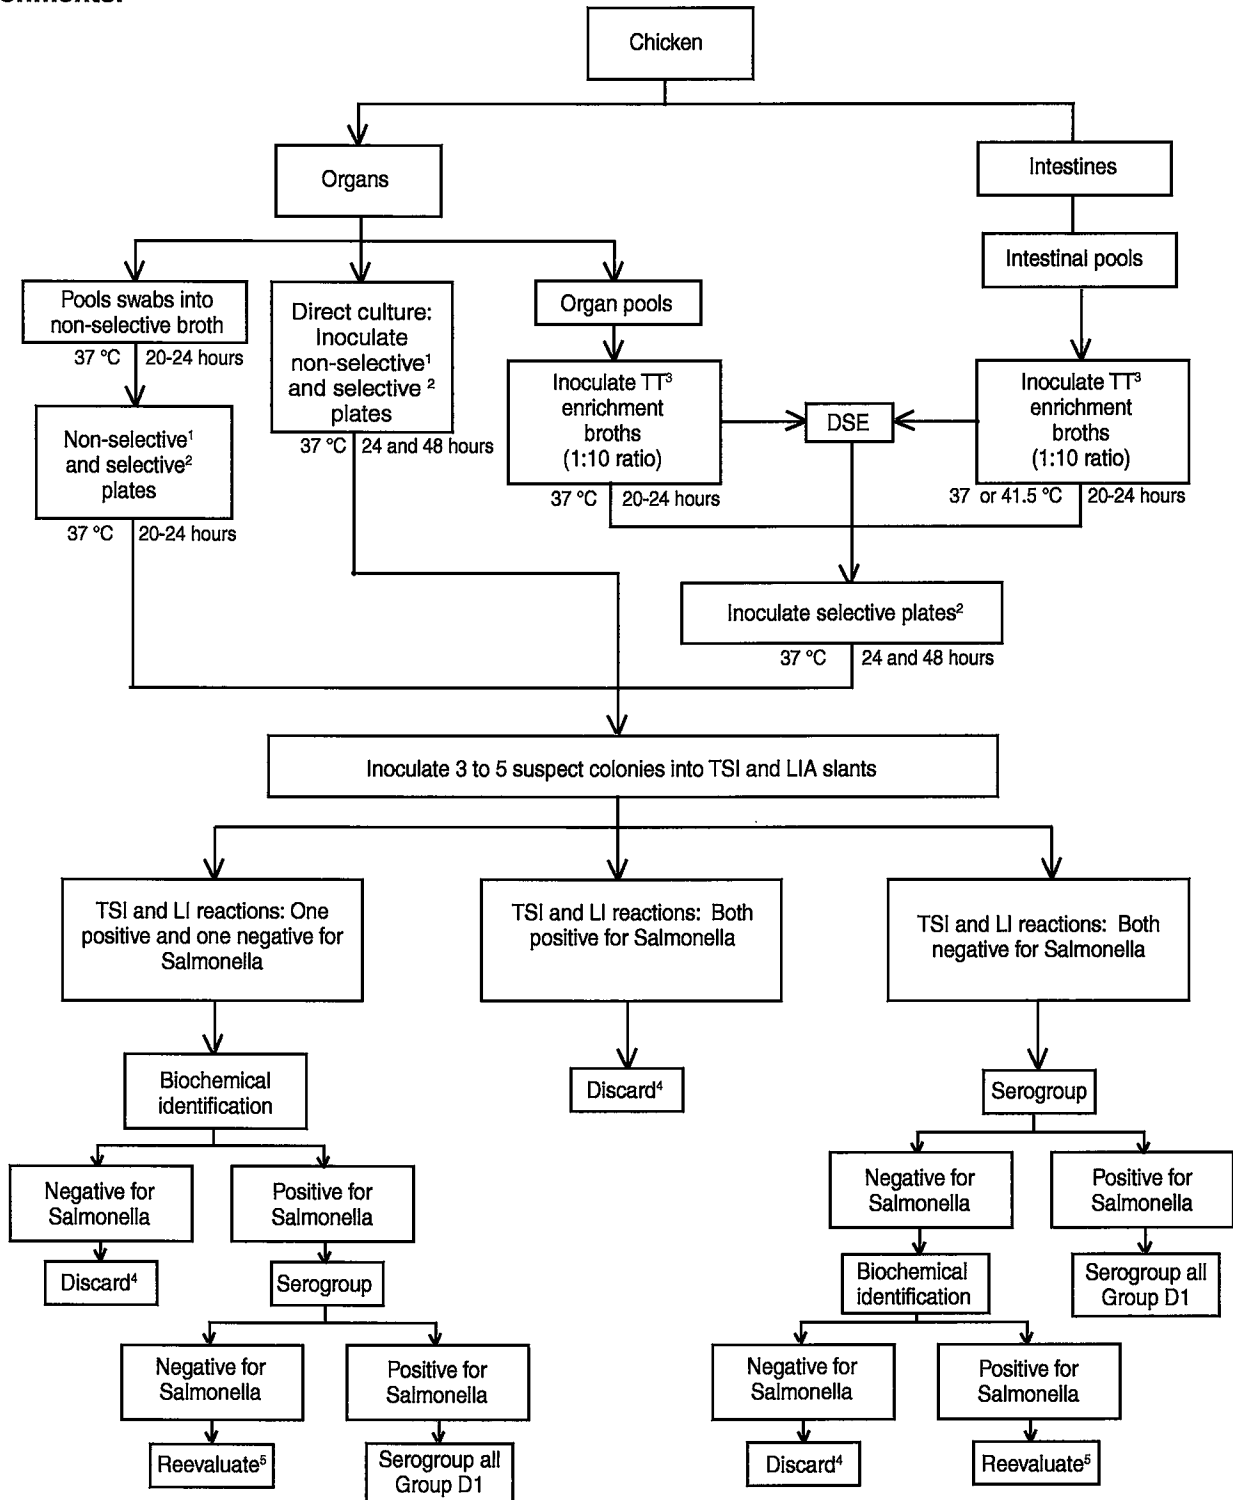 Chicken
Organs
Intestines
Intestinal pools
Pools swabs into
non-selective broth
37 °C 20-24 hours
Direct culture:
Inoculate
non-selective¹
and selective ²
plates
37 °C 24 and 48 hours
Organ pools
Inoculate TT³
enrichment
broths
(1:10 ratio)
37 °C 20-24 hours
DSE
Inoculate TT³
enrichment
broths
(1:10 ratio)
37 or 41.5 °C 20-24 hours
Non-selective¹
and selective²
plates
37 °C 20-24 hours
Inoculate selective plates²
37 °C 24 and 48 hours
Inoculate 3 to 5 suspect colonies into TSI and LIA slants
TSI and LI reactions: One
positive and one negative for
Salmonella
TSI and LI reactions: Both
positive for Salmonella
TSI and LI reactions: Both
negative for Salmonella
Biochemical
identification
Discard⁴
Serogroup
Negative for
Salmonella
Positive for
Salmonella
Negative for
Salmonella
Positive for
Salmonella
Discard⁴
Serogroup
Biochemical
identification
Serogroup all
Group D1
Negative for
Salmonella
Positive for
Salmonella
Negative for
Salmonella
Positive for
Salmonella
Reevaluate⁵
Serogroup all
Group D1
Discard⁴
Reevaluate⁵